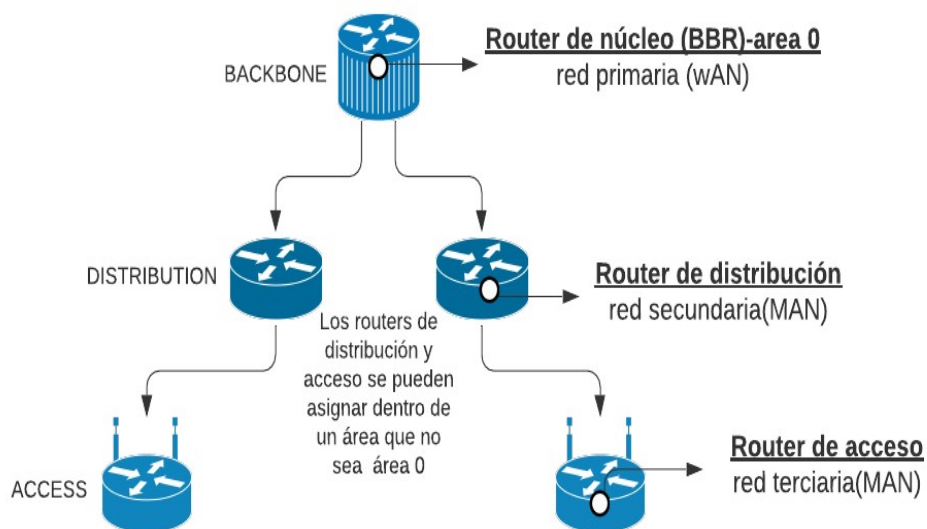 Router de núcleo (BBR)-area 0
red primaria (wAN)
BACKBONE
DISTRIBUTION
Router de distribución
red secundaria(MAN)
Los routers de
distribución y
acceso se pueden
asignar dentro de
un área que no
sea área 0
Router de acceso
red terciaria(MAN)
ACCESS